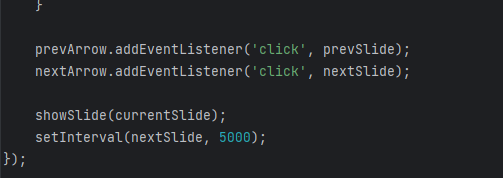 }
prevArrow.addEventListener('click', prevSlide);
nextArrow.addEventListener('click', nextSlide);
showSlide(currentSlide);
setInterval(nextSlide, 5000);
});